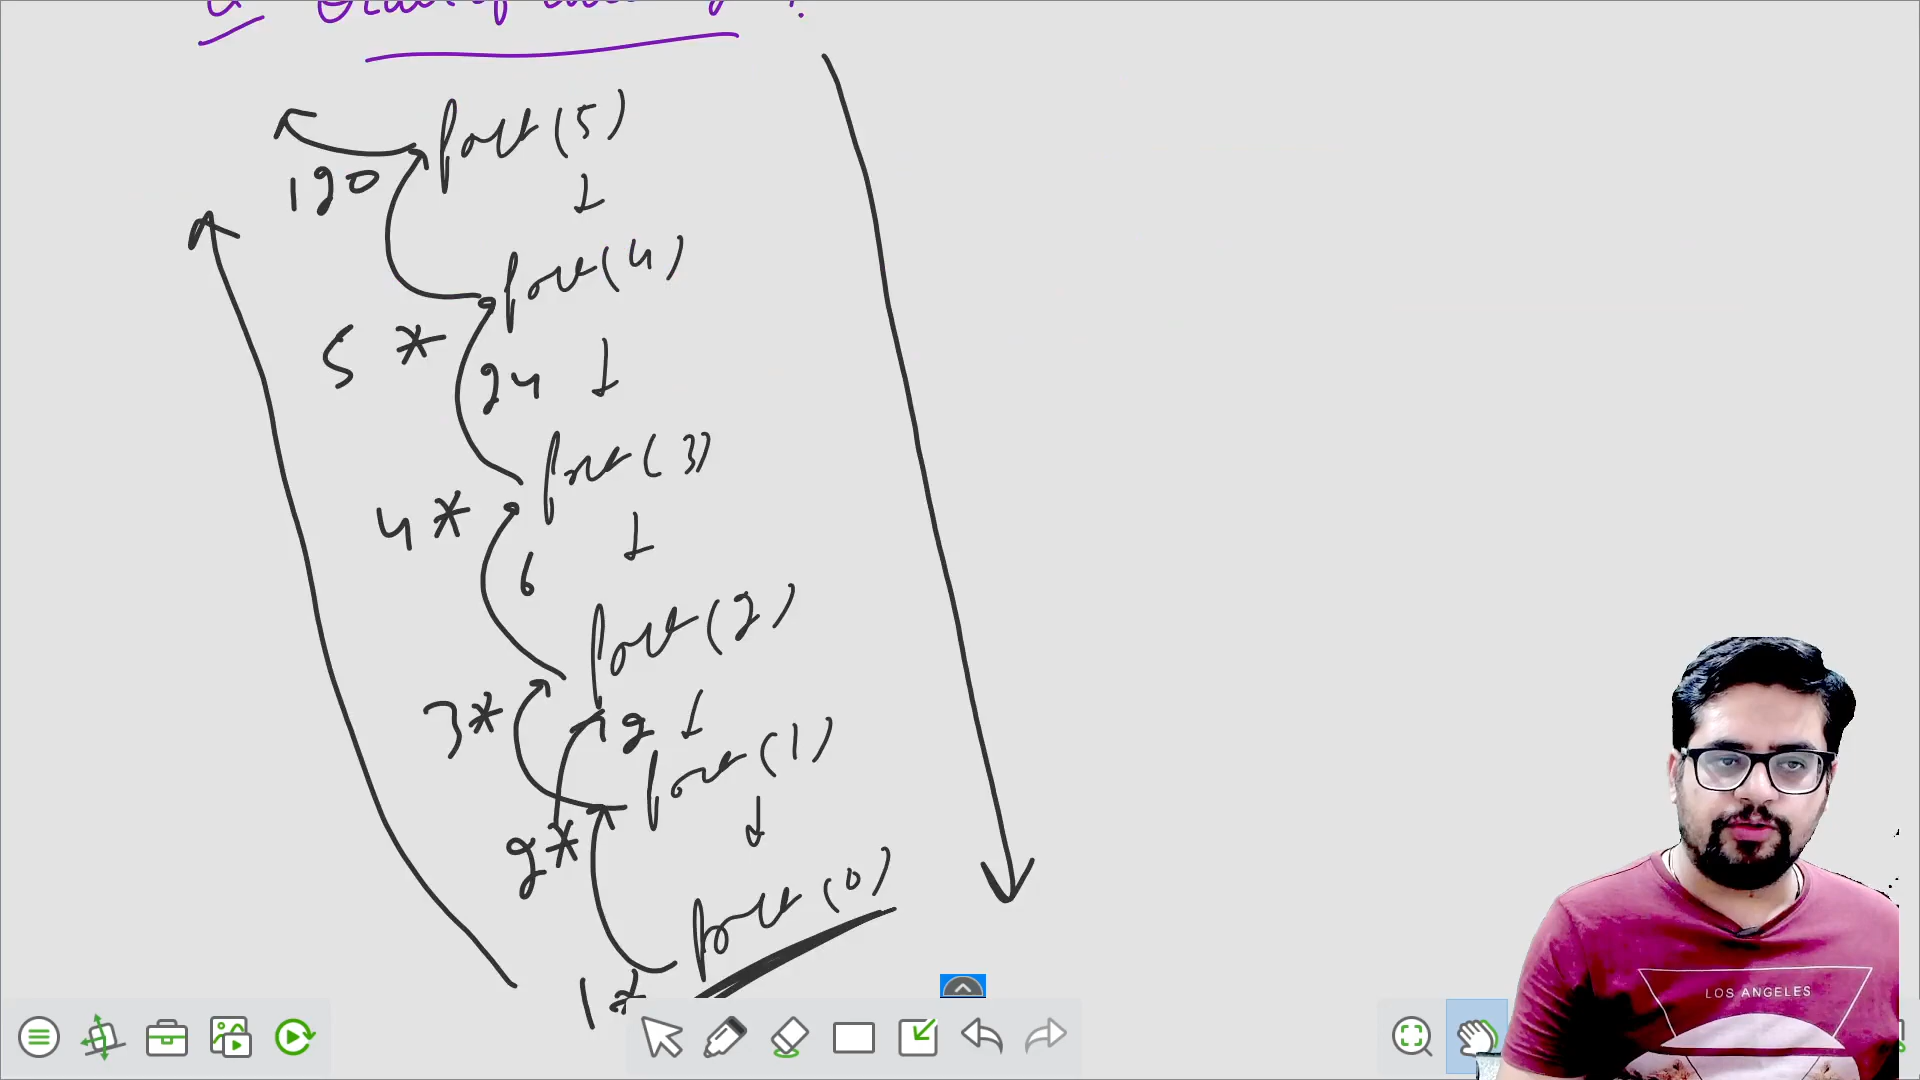 fact(5)
120
fact(4)
5 *
24
fact(3)
4 *
6
fact(2)
3 *
2
fact(1)
2 *
fact(0)
1 *
LOS ANGELES